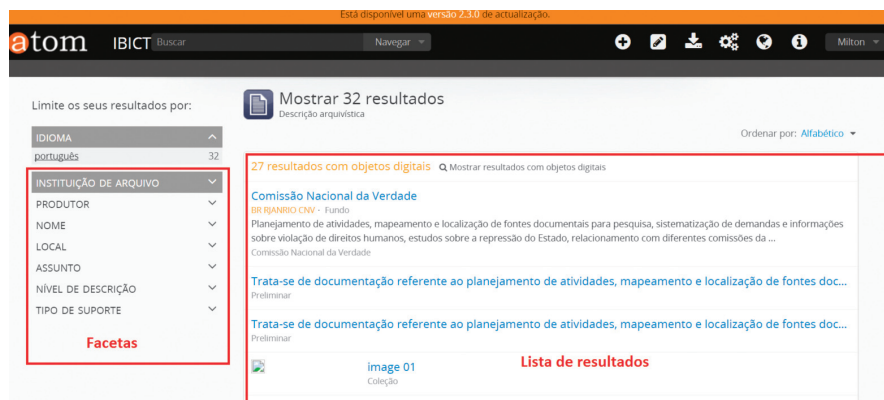 Está disponível uma versão 2.3.0 de actualização.
atom IBICT Buscar Navegar Milton
Limite os seus resultados por:
IDIOMA
português 32
INSTITUIÇÃO DE ARQUIVO
PRODUTOR
NOME
LOCAL
ASSUNTO
NÍVEL DE DESCRIÇÃO
TIPO DE SUPORTE
Facetas
Mostrar 32 resultados
Descrição arquivística
Ordenar por: Alfabético
27 resultados com objetos digitais Mostrar resultados com objetos digitais
Comissão Nacional da Verdade
BR RJANRIO CNV · Fundo
Planejamento de atividades, mapeamento e localização de fontes documentais para pesquisa, sistematização de demandas e informações
sobre violação de direitos humanos, estudos sobre a repressão do Estado, relacionamento com diferentes comissões da ...
Comissão Nacional da Verdade
Trata-se de documentação referente ao planejamento de atividades, mapeamento e localização de fontes doc...
Preliminar
Trata-se de documentação referente ao planejamento de atividades, mapeamento e localização de fontes doc...
Preliminar
image 01
Coleção
Lista de resultados